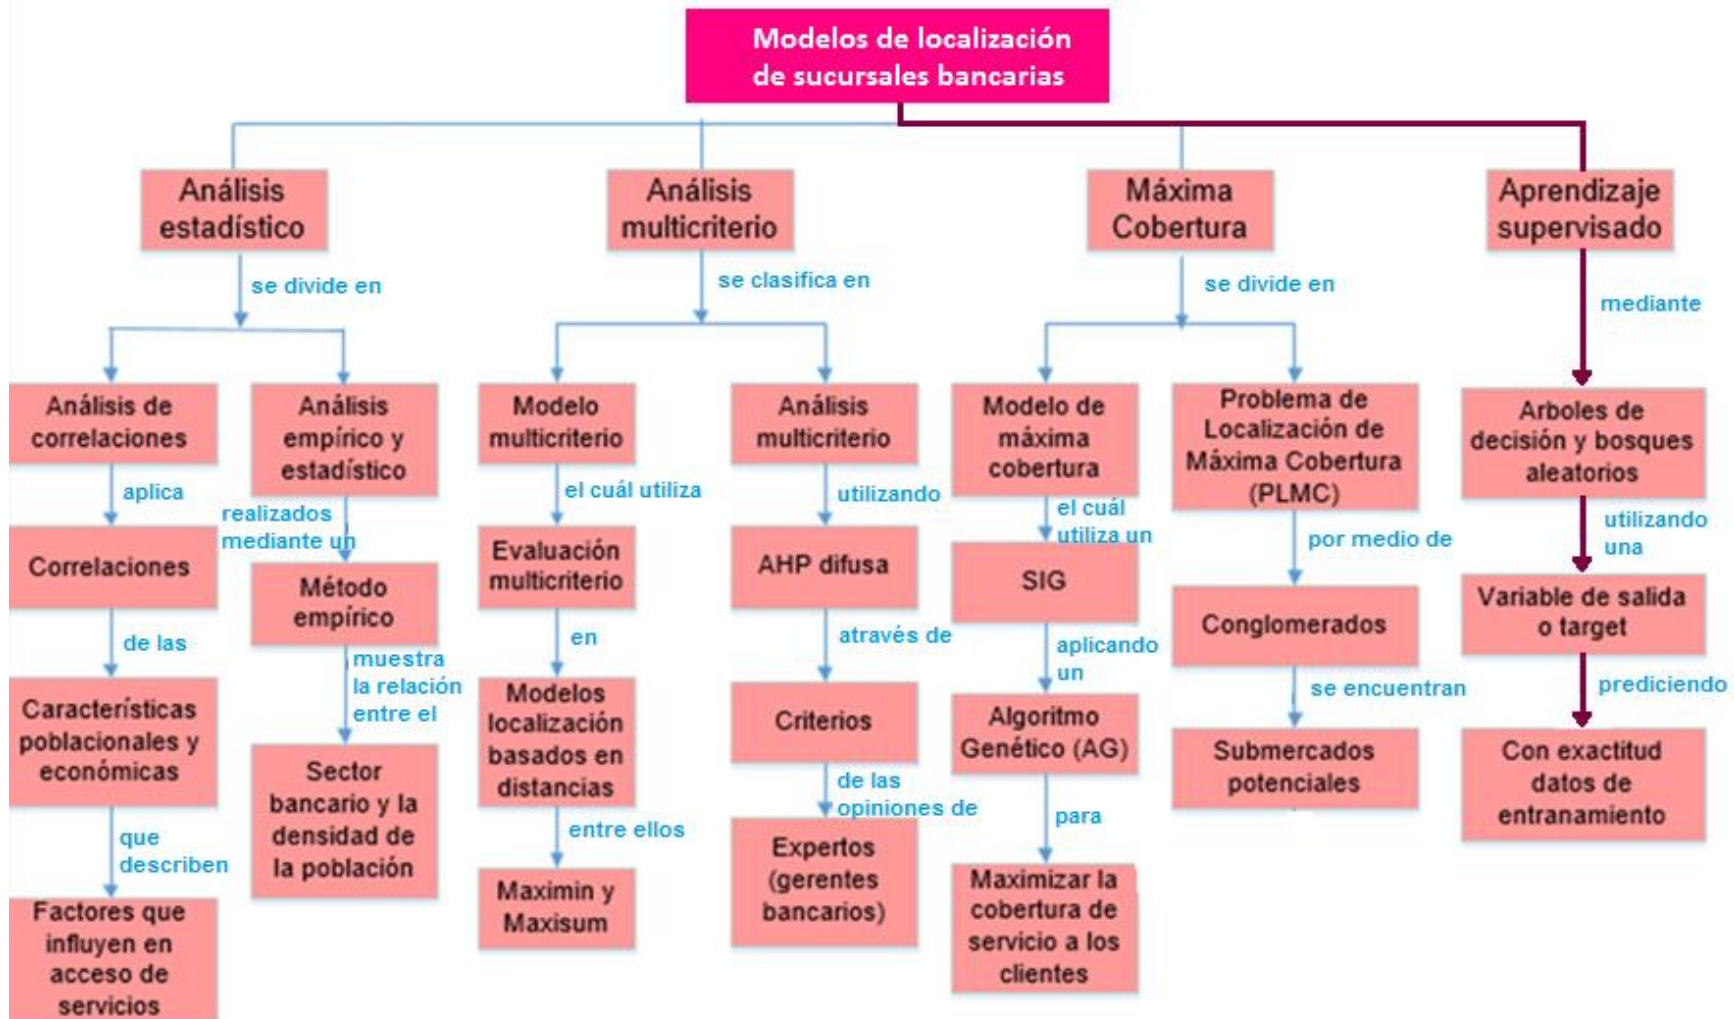 Modelos de localización
de sucursales bancarias
Análisis
estadístico
se divide en
Análisis de
correlaciones
aplica
Correlaciones
de las
Características
poblacionales y
económicas
que
describen
Factores que
influyen en
acceso de
servicios
Análisis
empírico y
estadístico
realizados
mediante un
Método
empírico
muestra
la relación
entre el
Sector
bancario y la
densidad de
la población
Análisis
multicriterio
se clasifica en
Modelo
multicriterio
el cuál utiliza
Evaluación
multicriterio
en
Modelos
localización
basados en
distancias
entre ellos
Maximin y
Maxisum
Análisis
multicriterio
utilizando
AHP difusa
através de
Criterios
de las
opiniones de
Expertos
(gerentes
bancarios)
Máxima
Cobertura
se divide en
Modelo de
máxima
cobertura
el cuál
utiliza un
SIG
aplicando
un
Algoritmo
Genético (AG)
para
Maximizar la
cobertura de
servicio a los
clientes
Problema de
Localización de
Máxima Cobertura
(PLMC)
por medio de
Conglomerados
se encuentran
Submercados
potenciales
Aprendizaje
supervisado
mediante
Arboles de
decisión y bosques
aleatorios
utilizando
una
Variable de salida
o target
prediciendo
Con exactitud
datos de
entranamiento